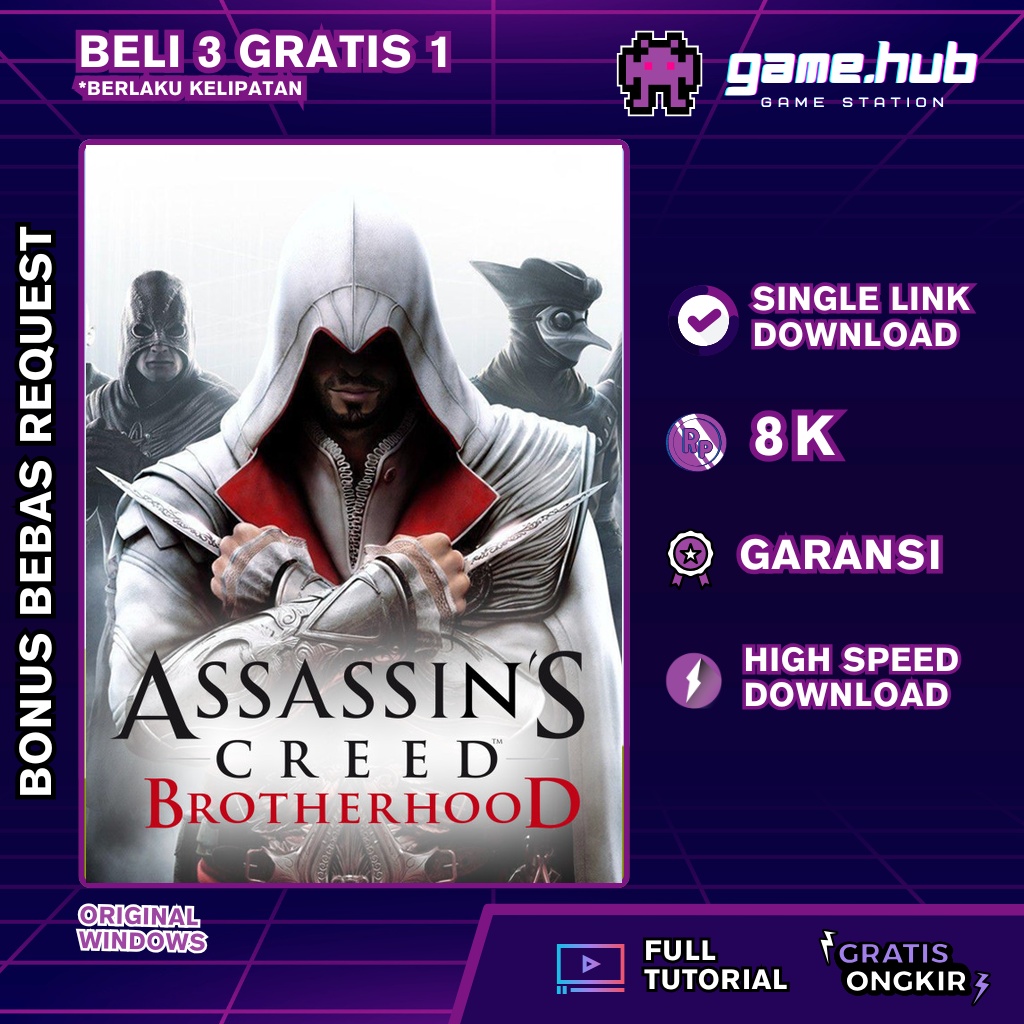 BELI 3 GRATIS 1
*BERLAKU KELIPATAN
game.hub
GAME STATION
BONUS BEBAS REQUEST
SINGLE LINK
DOWNLOAD
Rp
8K
GARANSI
HIGH SPEED
DOWNLOAD
ASSASSIN'S
CREED™
BROTHERHOOD
ORIGINAL
WINDOWS
FULL
TUTORIAL
GRATIS
ONGKIR